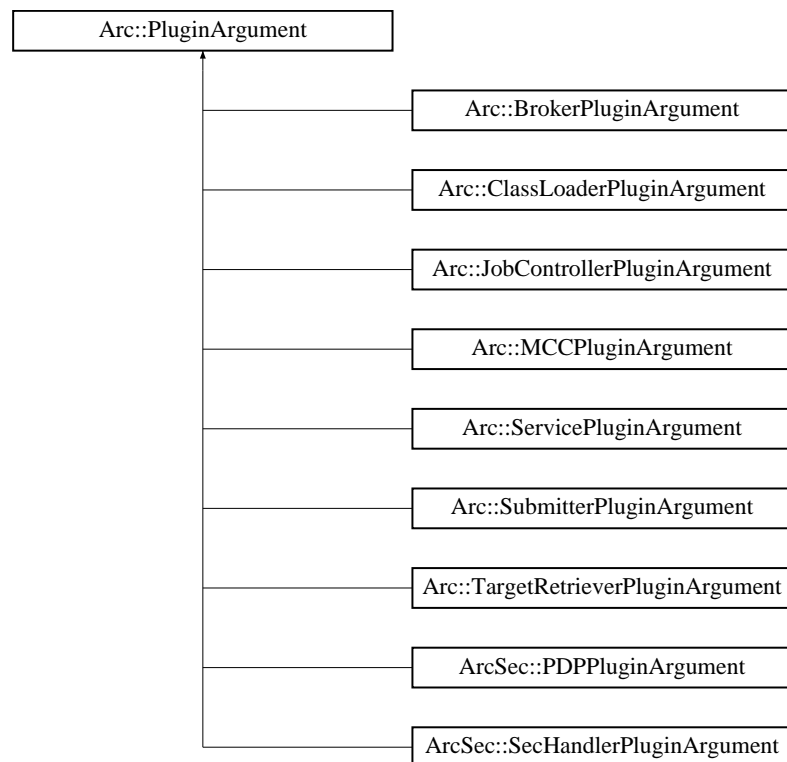 Arc::PluginArgument
Arc::BrokerPluginArgument
Arc::ClassLoaderPluginArgument
Arc::JobControllerPluginArgument
Arc::MCCPluginArgument
Arc::ServicePluginArgument
Arc::SubmitterPluginArgument
Arc::TargetRetrieverPluginArgument
ArcSec::PDPPluginArgument
ArcSec::SecHandlerPluginArgument